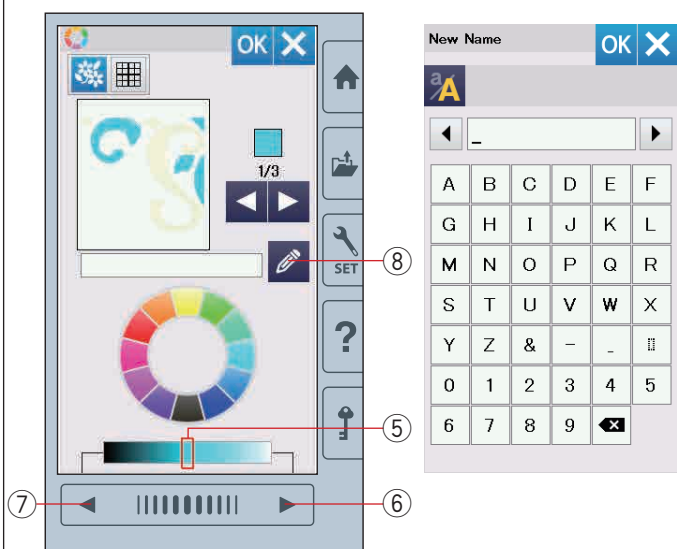 OK
1/3
SET
?
⑧
⑤
⑦
⑥
New Name
OK
a/A
_
A B C D E F
G H I J K L
M N O P Q R
S T U V W X
Y Z & - _
0 1 2 3 4 5
6 7 8 9